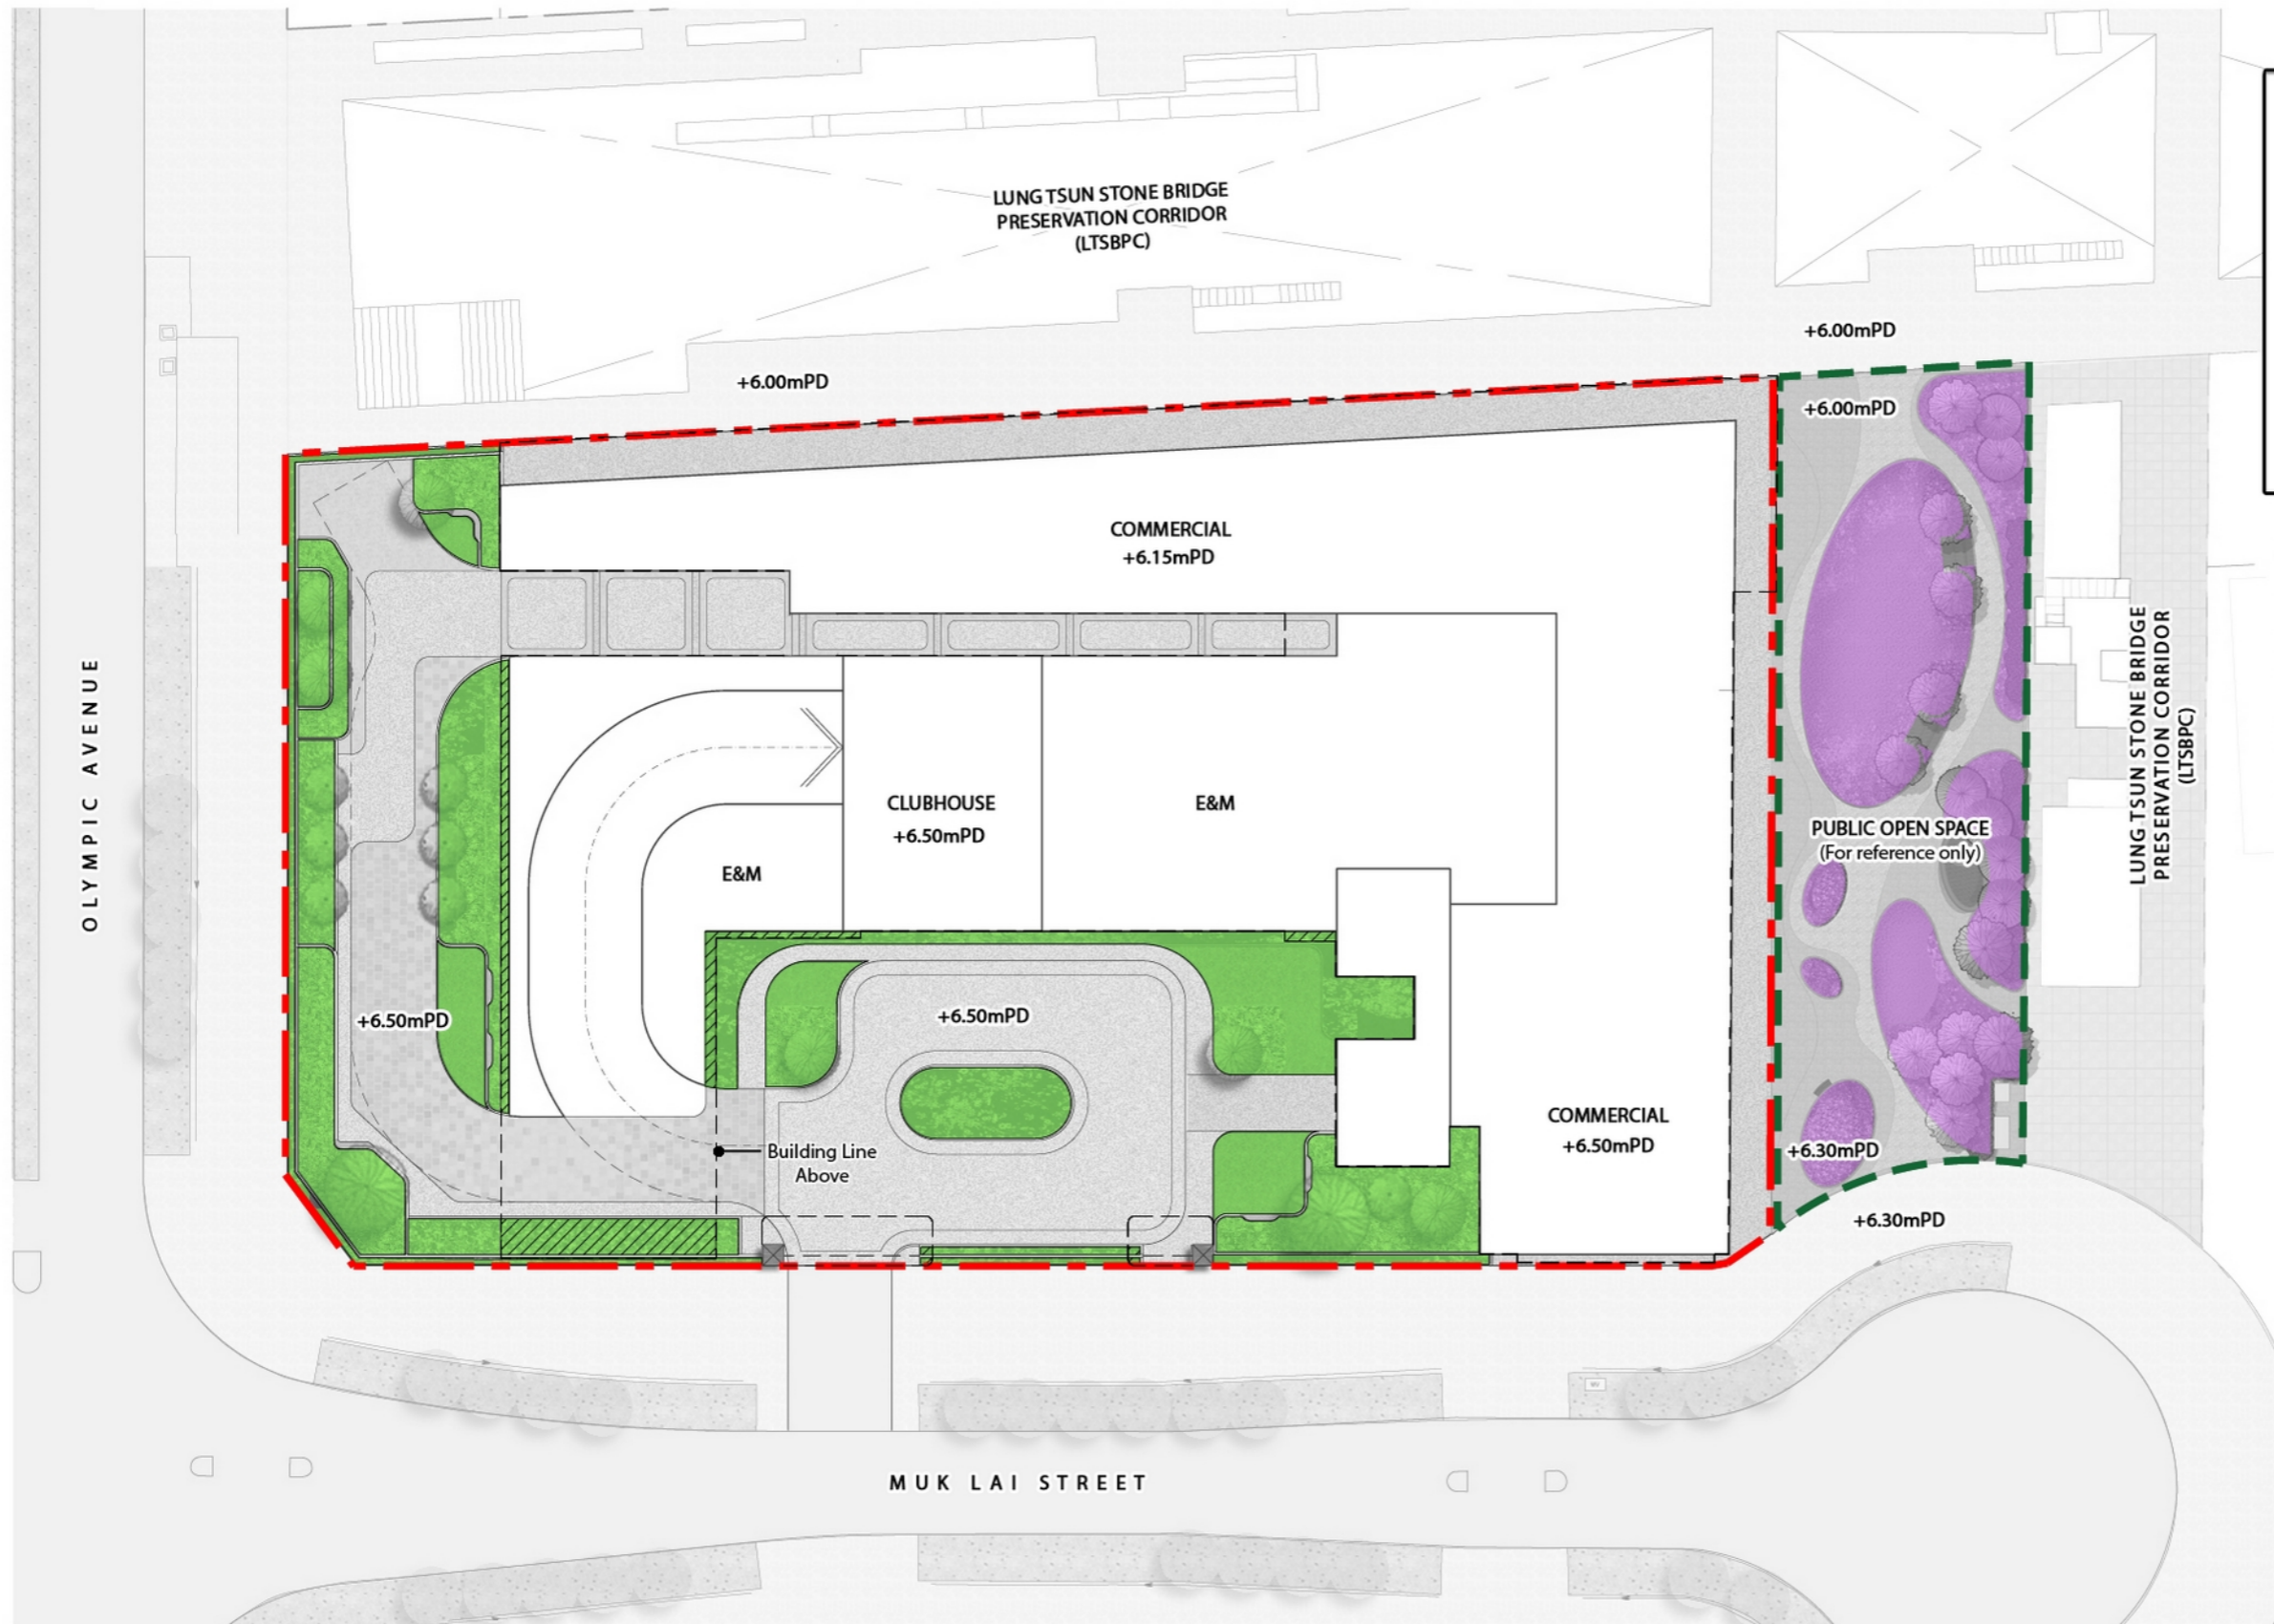 LUNG TSUN STONE BRIDGE
PRESERVATION CORRIDOR
(LTSBPC)
+6.00mPD
+6.00mPD
+6.00mPD
COMMERCIAL
+6.15mPD
OLYMPIC AVENUE
CLUBHOUSE
+6.50mPD
E&M
E&M
PUBLIC OPEN SPACE
(For reference only)
LUNG TSUN STONE BRIDGE
PRESERVATION CORRIDOR
(LTSBPC)
+6.50mPD
+6.50mPD
COMMERCIAL
+6.50mPD
Building Line
Above
+6.30mPD
+6.30mPD
MUK LAI STREET